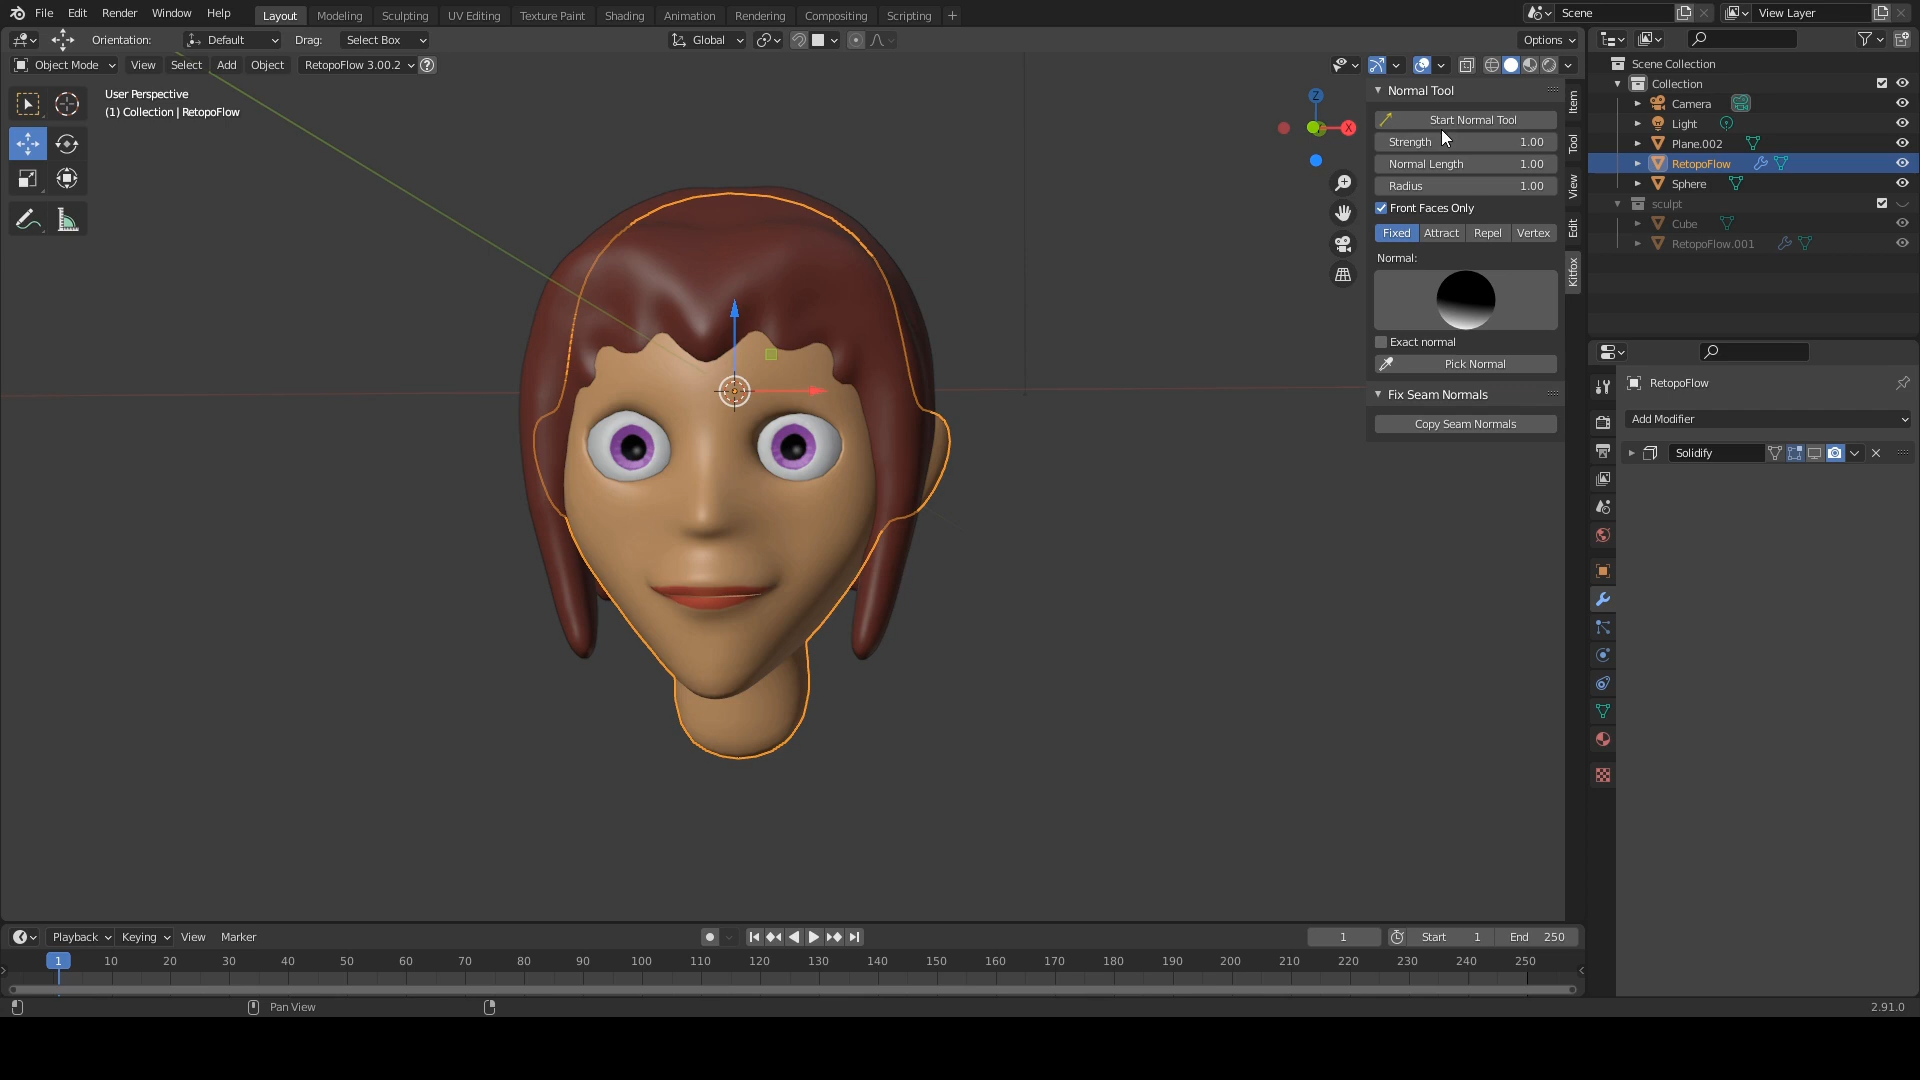 File Edit Render Window Help Layout Modeling Sculpting UV Editing Texture Paint Shading Animation Rendering Compositing Scripting + Scene View Layer
Orientation: Default Drag: Select Box Global Options
Object Mode View Select Add Object RetopoFlow 3.00.2
User Perspective
(1) Collection | RetopoFlow
Z
X
Normal Tool
Start Normal Tool
Strength 1.00
Normal Length 1.00
Radius 1.00
Front Faces Only
Fixed Attract Repel Vertex
Normal:
Exact normal
Pick Normal
Fix Seam Normals
Copy Seam Normals
Item
Tool
View
Edit
Kitfox
Scene Collection
Collection
Camera
Light
Plane.002
RetopoFlow
Sphere
sculpt
Cube
RetopoFlow.001
RetopoFlow
Add Modifier
Solidify
Playback Keying View Marker 1 Start 1 End 250
1 10 20 30 40 50 60 70 80 90 100 110 120 130 140 150 160 170 180 190 200 210 220 230 240 250
Pan View 2.91.0